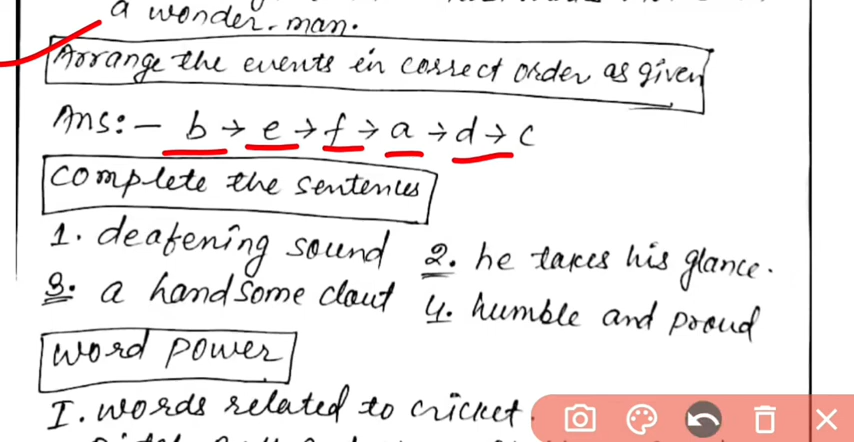 a wonder-man.
Arrange the events in correct order as given
Ans:- b → e → f → a → d → c
Complete the sentences
1. deafening sound 2. he takes his glance.
3. a handsome clout 4. humble and proud
Word power
I. words related to cricket.